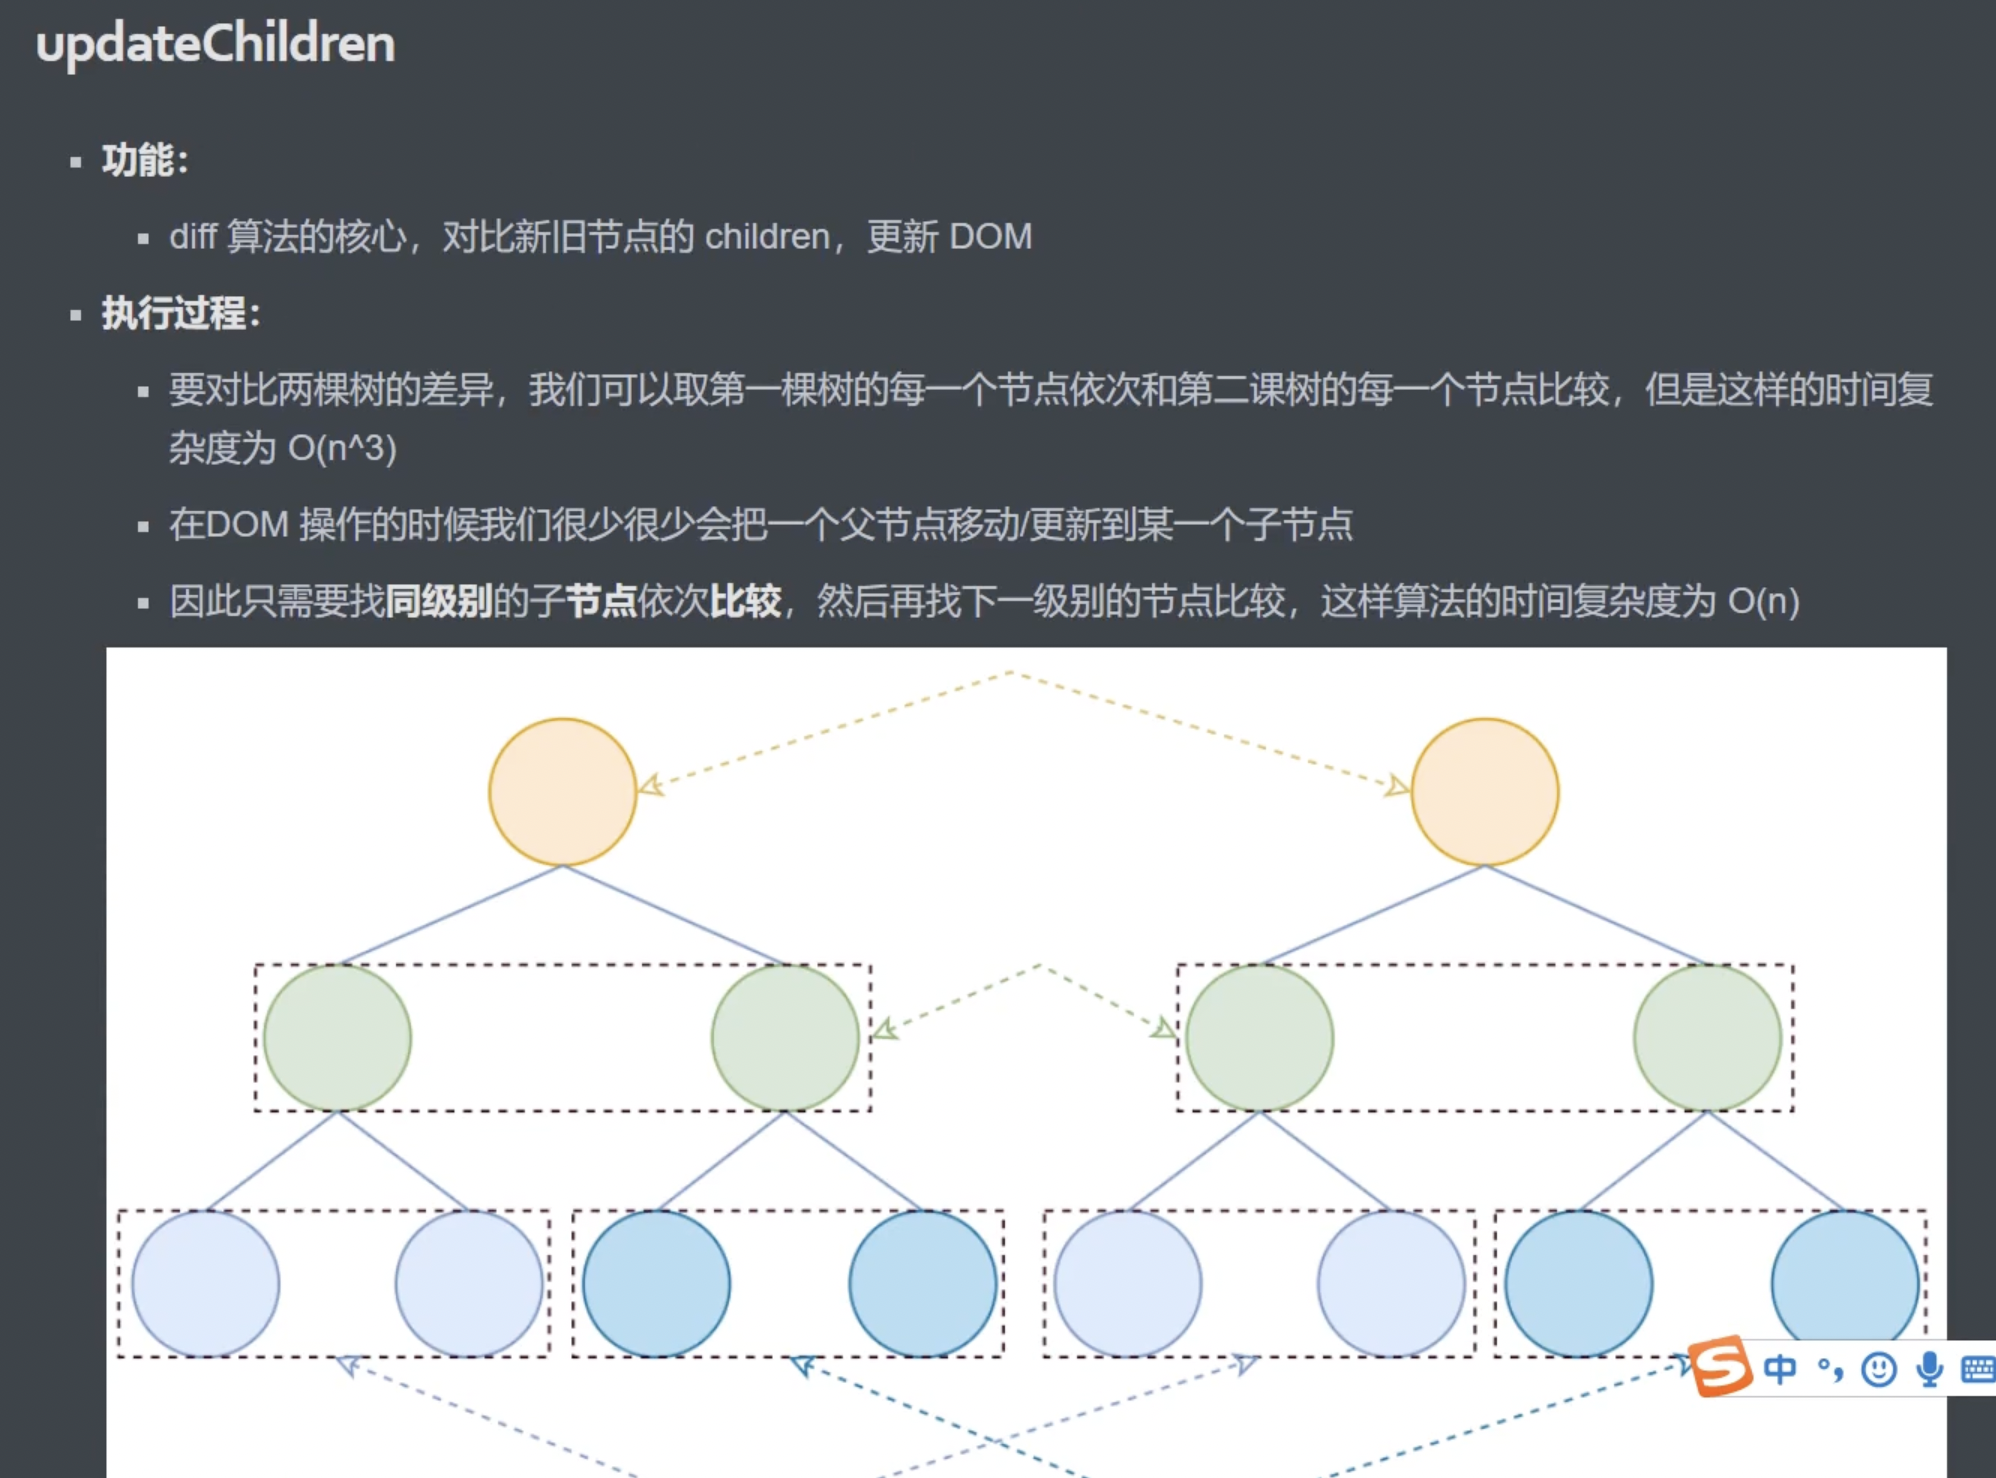 updateChildren
功能：
diff 算法的核心，对比新旧节点的 children，更新 DOM
执行过程：
要对比两棵树的差异，我们可以取第一棵树的每一个节点依次和第二课树的每一个节点比较，但是这样的时间复
杂度为 O(n^3)
在DOM 操作的时候我们很少很少会把一个父节点移动/更新到某一个子节点
因此只需要找同级别的子节点依次比较，然后再找下一级别的节点比较，这样算法的时间复杂度为 O(n)
S 中 °,